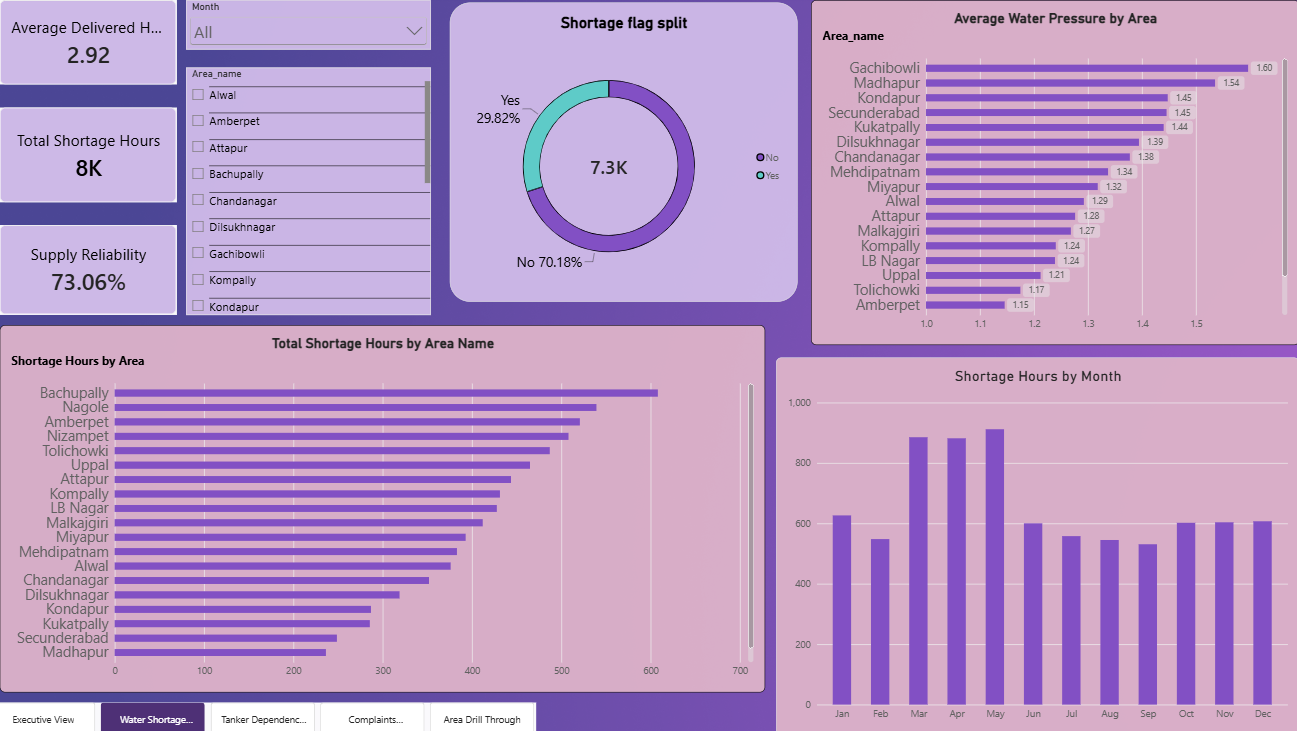 Average Delivered H...
2.92
Total Shortage Hours
8K
Supply Reliability
73.06%
Month
All
Area_name
Alwal
Amberpet
Attapur
Bachupally
Chandanagar
Dilsukhnagar
Gachibowli
Kompally
Kondapur
Shortage flag split
Yes
29.82%
7.3K
No 70.18%
No
Yes
Average Water Pressure by Area
Area_name
Gachibowli 1.60
Madhapur 1.54
Kondapur 1.45
Secunderabad 1.45
Kukatpally 1.44
Dilsukhnagar 1.39
Chandanagar 1.38
Mehdipatnam 1.34
Miyapur 1.32
Alwal 1.29
Attapur 1.28
Malkajgiri 1.27
Kompally 1.24
LB Nagar 1.24
Uppal 1.21
Tolichowki 1.17
Amberpet 1.15
1.0 1.1 1.2 1.3 1.4 1.5
Total Shortage Hours by Area Name
Shortage Hours by Area
Bachupally
Nagole
Amberpet
Nizampet
Tolichowki
Uppal
Attapur
Kompally
LB Nagar
Malkajgiri
Miyapur
Mehdipatnam
Alwal
Chandanagar
Dilsukhnagar
Kondapur
Kukatpally
Secunderabad
Madhapur
0 100 200 300 400 500 600 700
Shortage Hours by Month
1,000
800
600
400
200
0
Jan Feb Mar Apr May Jun Jul Aug Sep Oct Nov Dec
Executive View
Water Shortage...
Tanker Dependenc...
Complaints...
Area Drill Through